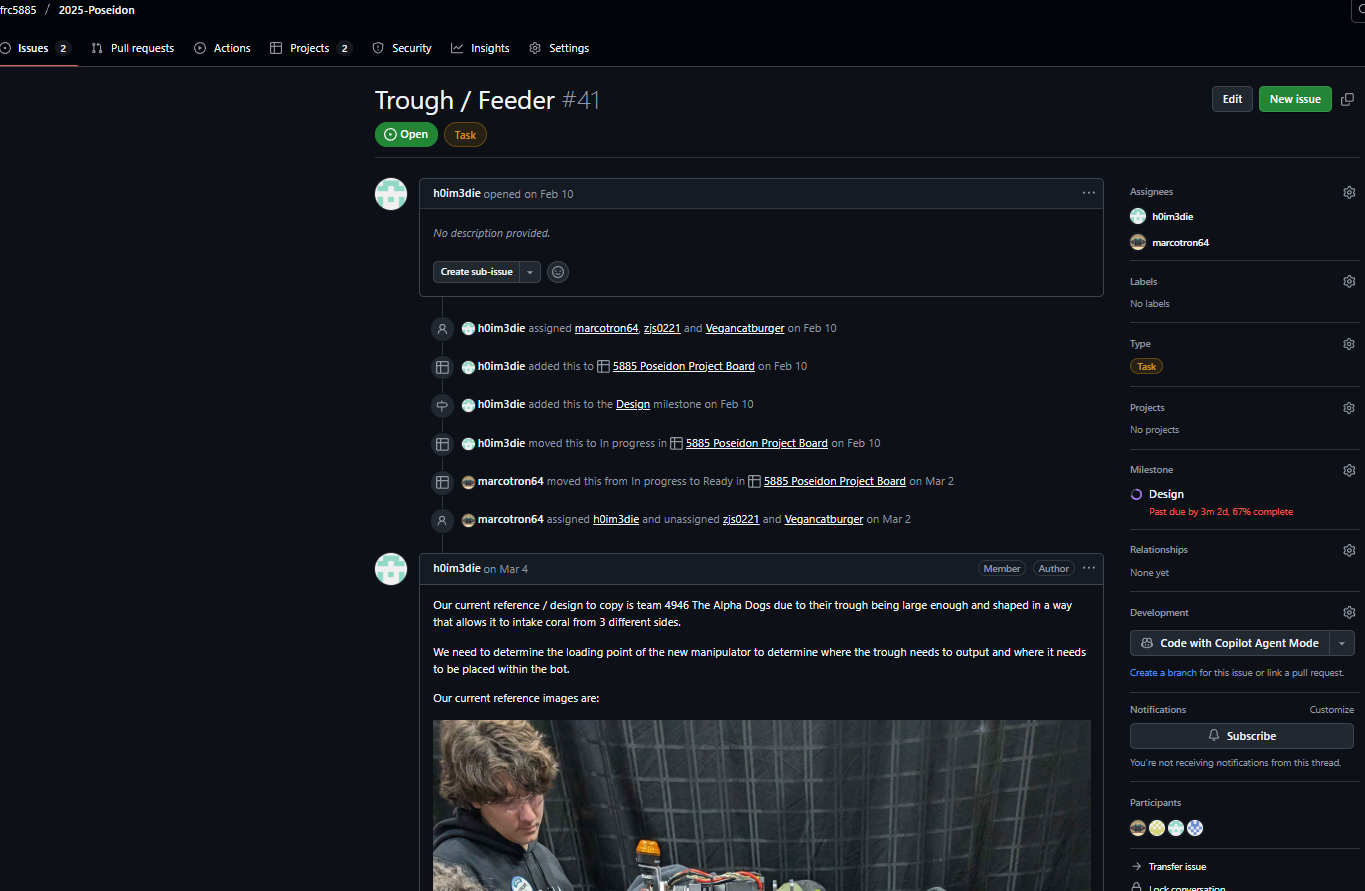 frc5885 / 2025-Poseidon
Issues 2 Pull requests Actions Projects 2 Security Insights Settings
Trough / Feeder #41
Edit New issue
Open Task
h0im3die opened on Feb 10
No description provided.
Create sub-issue
h0im3die assigned marcotron64, zjs0221 and Vegancatburger on Feb 10
h0im3die added this to 5885 Poseidon Project Board on Feb 10
h0im3die added this to the Design milestone on Feb 10
h0im3die moved this to In progress in 5885 Poseidon Project Board on Feb 10
marcotron64 moved this from In progress to Ready in 5885 Poseidon Project Board on Mar 2
marcotron64 assigned h0im3die and unassigned zjs0221 and Vegancatburger on Mar 2
h0im3die on Mar 4 Member Author
Our current reference / design to copy is team 4946 The Alpha Dogs due to their trough being large enough and shaped in a way
that allows it to intake coral from 3 different sides.
We need to determine the loading point of the new manipulator to determine where the trough needs to output and where it needs
to be placed within the bot.
Our current reference images are:
Assignees
h0im3die
marcotron64
Labels
No labels
Type
Task
Projects
No projects
Milestone
Design
Past due by 3m 2d, 67% complete
Relationships
None yet
Development
Code with Copilot Agent Mode
Create a branch for this issue or link a pull request.
Notifications Customize
Subscribe
You're not receiving notifications from this thread.
Participants
Transfer issue
Lock conversation